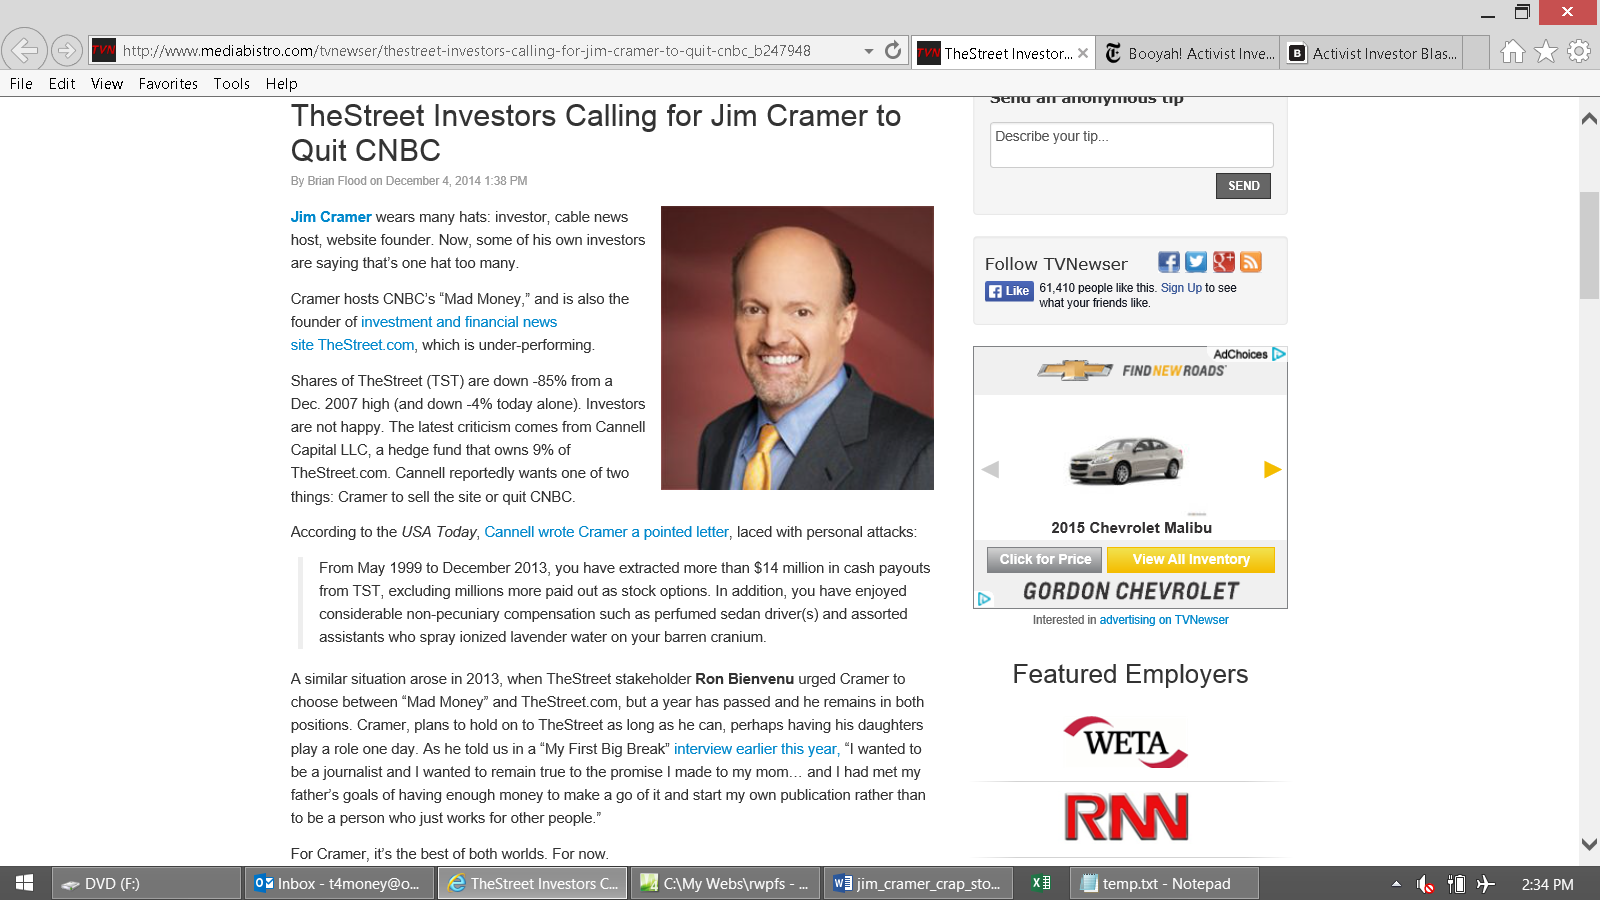 http://www.mediabistro.com/tvnewser/thestreet-investors-calling-for-jim-cramer-to-quit-cnbc_b247948
TVN
TVN TheStreet Investor...
Booyah! Activist Inve...
B Activist Investor Blas...
File Edit View Favorites Tools Help
TheStreet Investors Calling for Jim Cramer to
Quit CNBC
By Brian Flood on December 4, 2014 1:38 PM
Jim Cramer wears many hats: investor, cable news
host, website founder. Now, some of his own investors
are saying that's one hat too many.
Cramer hosts CNBC's “Mad Money,” and is also the
founder of investment and financial news
site TheStreet.com, which is under-performing.
Shares of TheStreet (TST) are down -85% from a
Dec. 2007 high (and down -4% today alone). Investors
are not happy. The latest criticism comes from Cannell
Capital LLC, a hedge fund that owns 9% of
TheStreet.com. Cannell reportedly wants one of two
things: Cramer to sell the site or quit CNBC.
According to the USA Today, Cannell wrote Cramer a pointed letter, laced with personal attacks:
From May 1999 to December 2013, you have extracted more than $14 million in cash payouts
from TST, excluding millions more paid out as stock options. In addition, you have enjoyed
considerable non-pecuniary compensation such as perfumed sedan driver(s) and assorted
assistants who spray ionized lavender water on your barren cranium.
A similar situation arose in 2013, when TheStreet stakeholder Ron Bienvenu urged Cramer to
choose between “Mad Money” and TheStreet.com, but a year has passed and he remains in both
positions. Cramer, plans to hold on to TheStreet as long as he can, perhaps having his daughters
play a role one day. As he told us in a “My First Big Break” interview earlier this year, “I wanted to
be a journalist and I wanted to remain true to the promise I made to my mom… and I had met my
father's goals of having enough money to make a go of it and start my own publication rather than
to be a person who just works for other people.”
For Cramer, it's the best of both worlds. For now.
Send an anonymous tip
Describe your tip...
SEND
Follow TVNewser
Like 61,410 people like this. Sign Up to see
what your friends like.
AdChoices
FIND NEW ROADS
2015 Chevrolet Malibu
Click for Price View All Inventory
GORDON CHEVROLET
Interested in advertising on TVNewser
Featured Employers
WETA
RNN
DVD (F:)
Inbox - t4money@o...
TheStreet Investors C...
C:\My Webs\rwpfs - ...
jim_cramer_crap_sto...
temp.txt - Notepad
2:34 PM